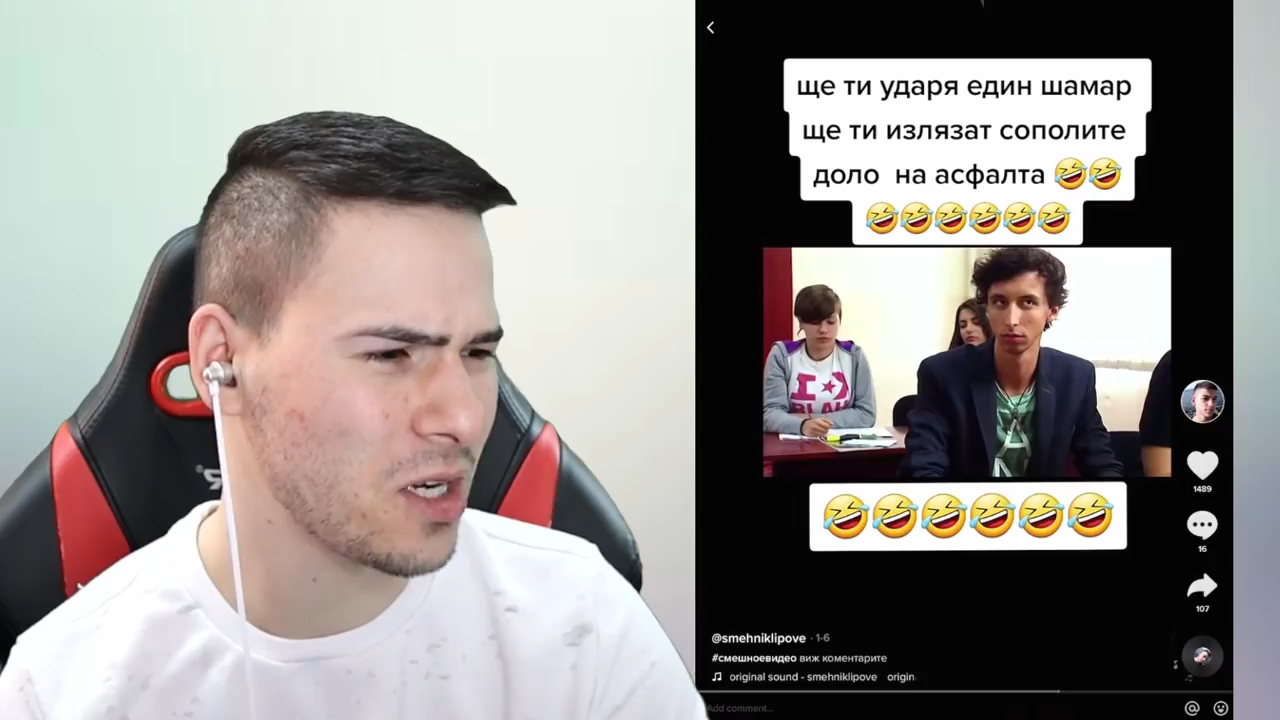 ще ти ударя един шамар
ще ти излязат сополите
доло на асфалта 🤣🤣
🤣🤣🤣🤣🤣🤣
I ★
BLAH
🤣🤣🤣🤣🤣🤣
1489
16
107
@smehniklipove · 1-6
#смешноевидео виж коментарите
original sound - smehniklipove origin
Add comment...